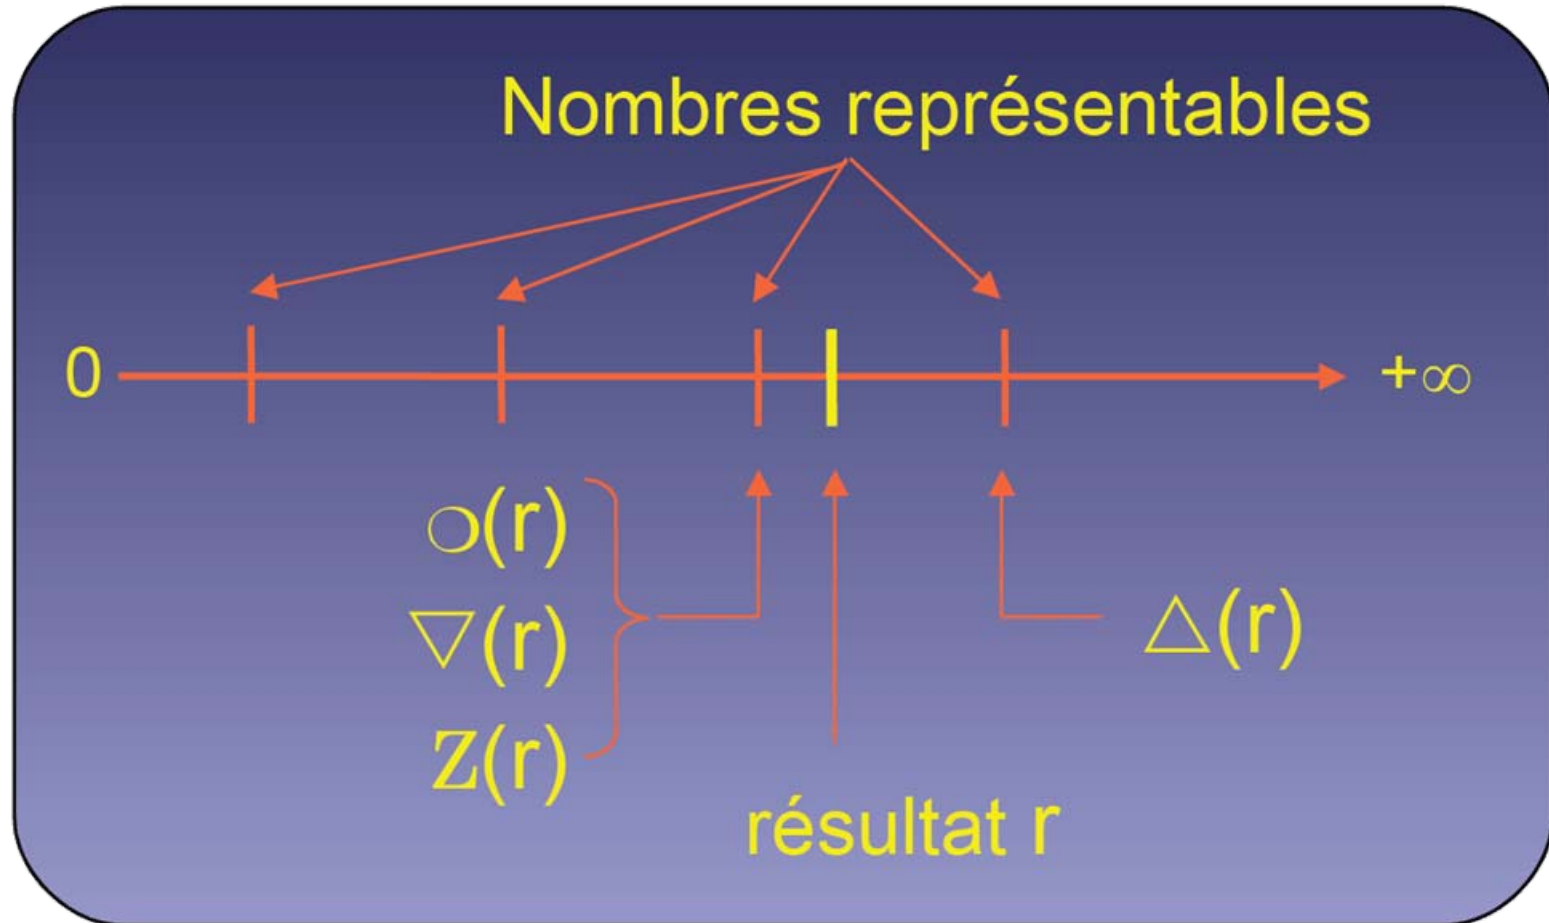 Nombres représentables
0
+∞
○(r)
▽(r)
Z(r)
△(r)
résultat r